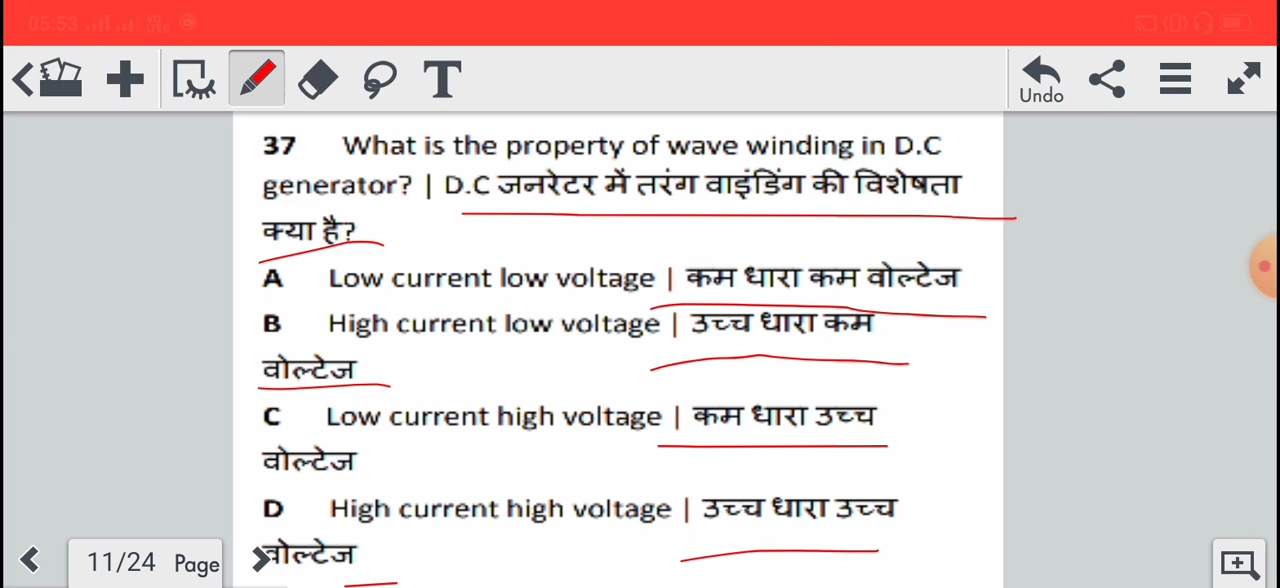 05:53
Undo
37 What is the property of wave winding in D.C
generator? | D.C जनरेटर में तरंग वाइंडिंग की विशेषता
क्या है?
A Low current low voltage | कम धारा कम वोल्टेज
B High current low voltage | उच्च धारा कम
वोल्टेज
C Low current high voltage | कम धारा उच्च
वोल्टेज
D High current high voltage | उच्च धारा उच्च
वोल्टेज
11/24 Page